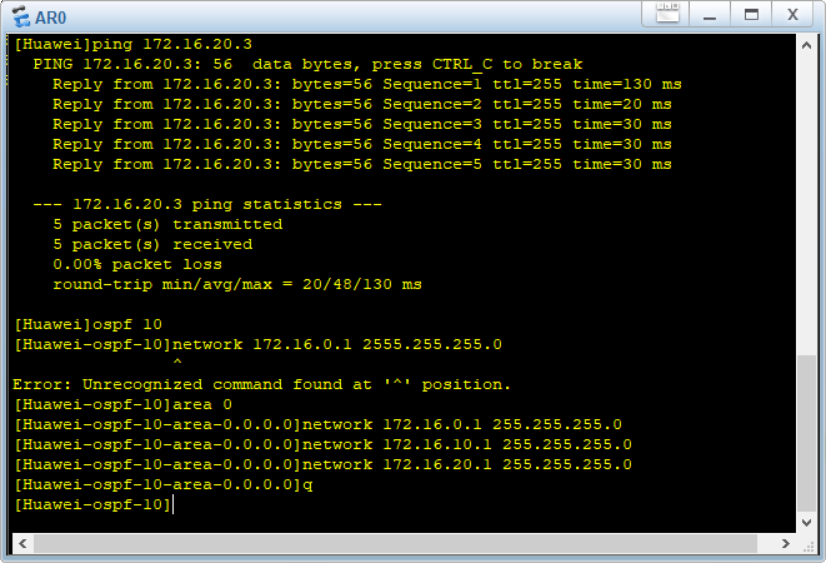 AR0
[Huawei]ping 172.16.20.3
  PING 172.16.20.3: 56  data bytes, press CTRL_C to break
    Reply from 172.16.20.3: bytes=56 Sequence=1 ttl=255 time=130 ms
    Reply from 172.16.20.3: bytes=56 Sequence=2 ttl=255 time=20 ms
    Reply from 172.16.20.3: bytes=56 Sequence=3 ttl=255 time=30 ms
    Reply from 172.16.20.3: bytes=56 Sequence=4 ttl=255 time=30 ms
    Reply from 172.16.20.3: bytes=56 Sequence=5 ttl=255 time=30 ms
  --- 172.16.20.3 ping statistics ---
    5 packet(s) transmitted
    5 packet(s) received
    0.00% packet loss
    round-trip min/avg/max = 20/48/130 ms
[Huawei]ospf 10
[Huawei-ospf-10]network 172.16.0.1 2555.255.255.0
                ^
Error: Unrecognized command found at '^' position.
[Huawei-ospf-10]area 0
[Huawei-ospf-10-area-0.0.0.0]network 172.16.0.1 255.255.255.0
[Huawei-ospf-10-area-0.0.0.0]network 172.16.10.1 255.255.255.0
[Huawei-ospf-10-area-0.0.0.0]network 172.16.20.1 255.255.255.0
[Huawei-ospf-10-area-0.0.0.0]q
[Huawei-ospf-10]